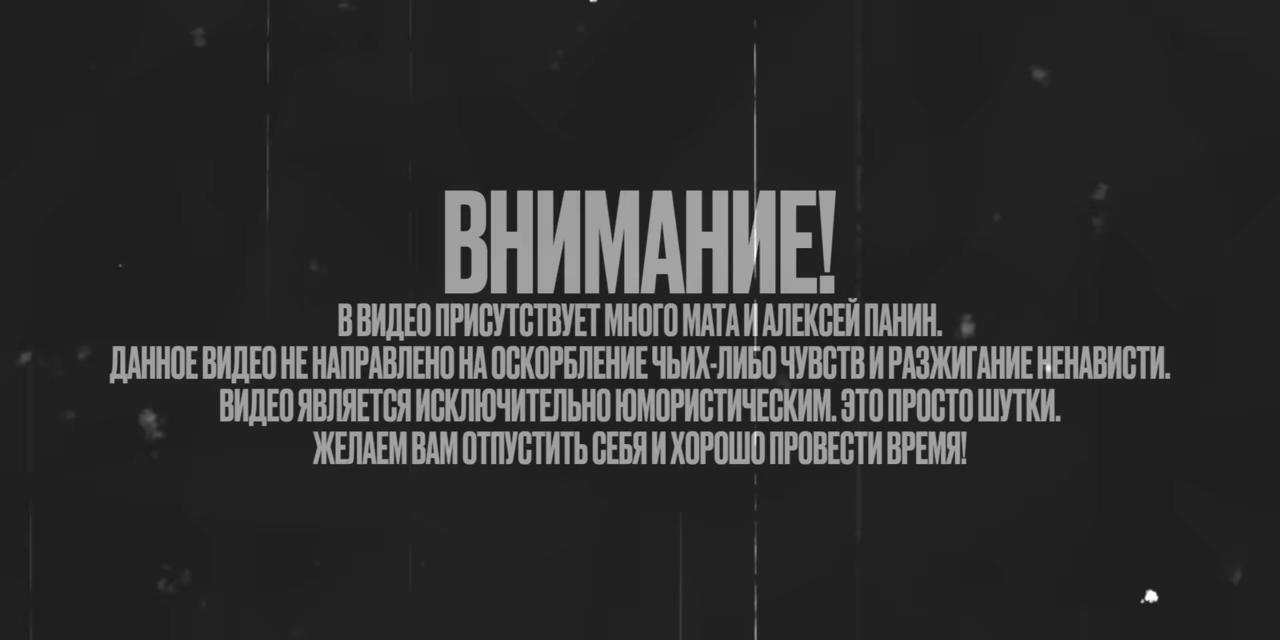 ВНИМАНИЕ!
В ВИДЕО ПРИСУТСТВУЕТ МНОГО МАТА И АЛЕКСЕЙ ПАНИН.
ДАННОЕ ВИДЕО НЕ НАПРАВЛЕНО НА ОСКОРБЛЕНИЕ ЧЬИХ-ЛИБО ЧУВСТВ И РАЗЖИГАНИЕ НЕНАВИСТИ.
ВИДЕО ЯВЛЯЕТСЯ ИСКЛЮЧИТЕЛЬНО ЮМОРИСТИЧЕСКИМ. ЭТО ПРОСТО ШУТКИ.
ЖЕЛАЕМ ВАМ ОТПУСТИТЬ СЕБЯ И ХОРОШО ПРОВЕСТИ ВРЕМЯ!